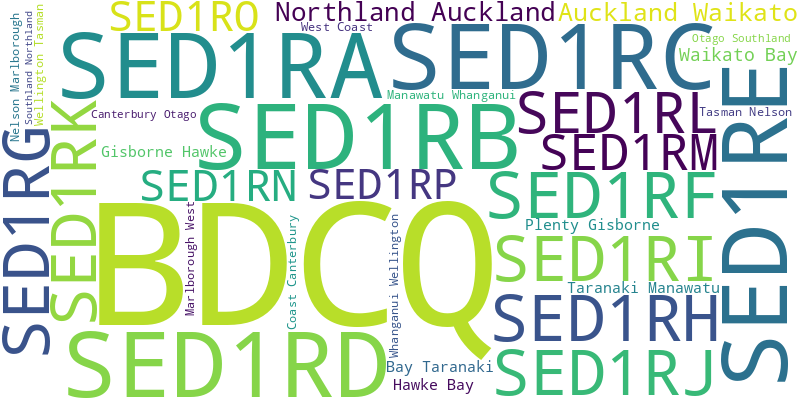 SED1RO
Northland Auckland
Auckland Waikato
West Coast
SED1RA
SED1RC
Otago Southland
Waikato Bay
Nelson Marlborough
Southland Northland
Wellington Tasman
Manawatu Whanganui
Canterbury Otago
SED1RL
Tasman Nelson
SED1RB
SED1RK
SED1RG
Gisborne Hawke
SED1RM
SED1RE
SED1RN
SED1RP
SED1RF
BDCQ
Marlborough West
Coast Canterbury
Whanganui Wellington
Plenty Gisborne
SED1RI
Taranaki Manawatu
SED1RH
SED1RD
Bay Taranaki
Hawke Bay
SED1RJ